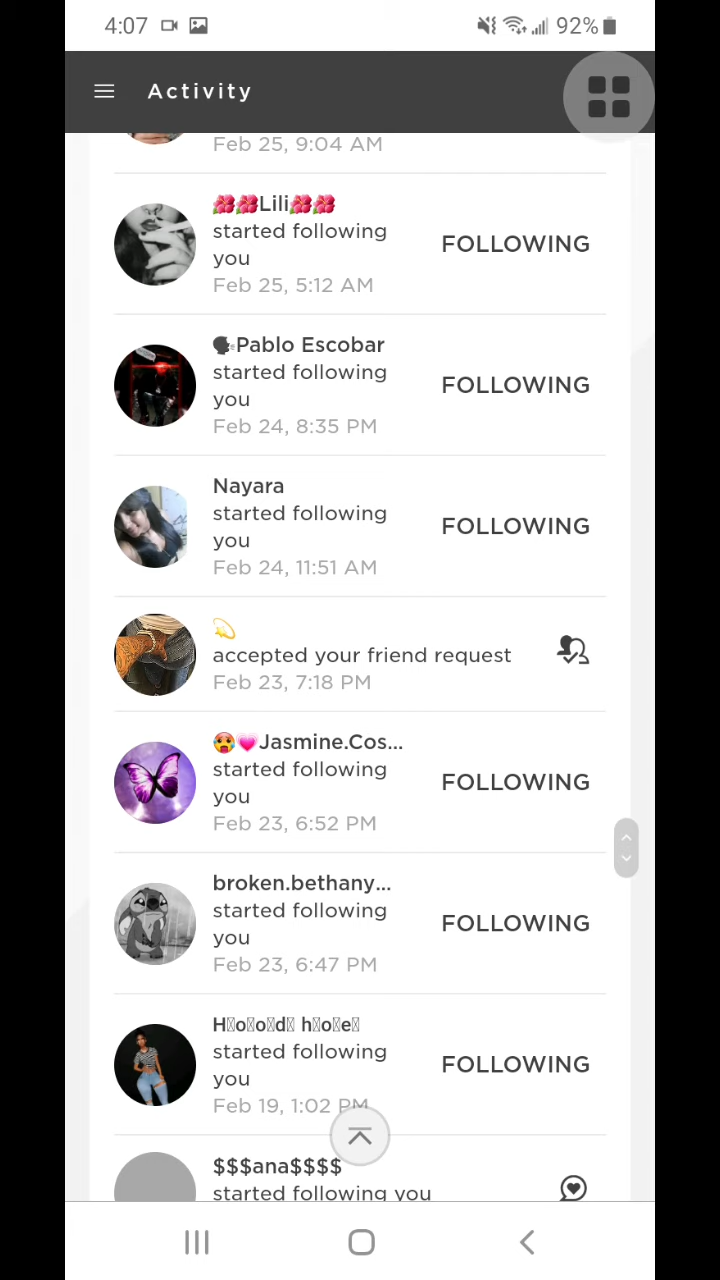 4:07 92%
Activity
Feb 25, 9:04 AM
🌺🌺Lili🌺🌺
started following
you
FOLLOWING
Feb 25, 5:12 AM
🗣Pablo Escobar
started following
you
FOLLOWING
Feb 24, 8:35 PM
Nayara
started following
you
FOLLOWING
Feb 24, 11:51 AM
💫
accepted your friend request
Feb 23, 7:18 PM
🥵💗Jasmine.Cos...
started following
you
FOLLOWING
Feb 23, 6:52 PM
broken.bethany...
started following
you
FOLLOWING
Feb 23, 6:47 PM
H▯o▯o▯d▯ h▯o▯e▯
started following
you
FOLLOWING
Feb 19, 1:02 PM
$$$ana$$$$
started following you